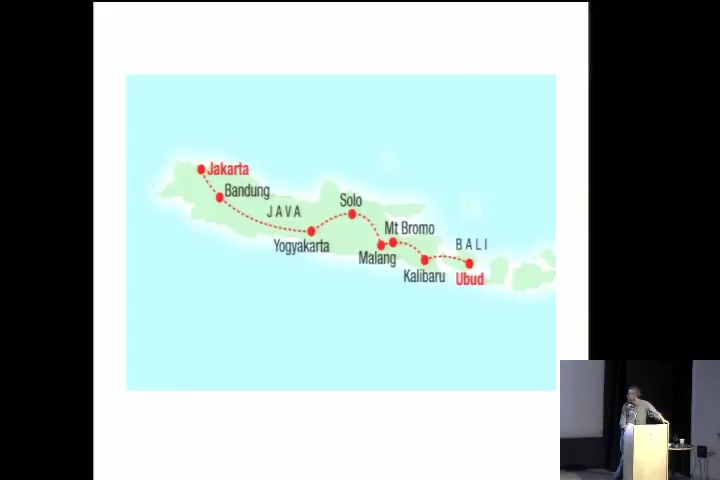 Jakarta
Bandung
JAVA
Solo
Yogyakarta
Mt Bromo
Malang
BALI
Kalibaru
Ubud